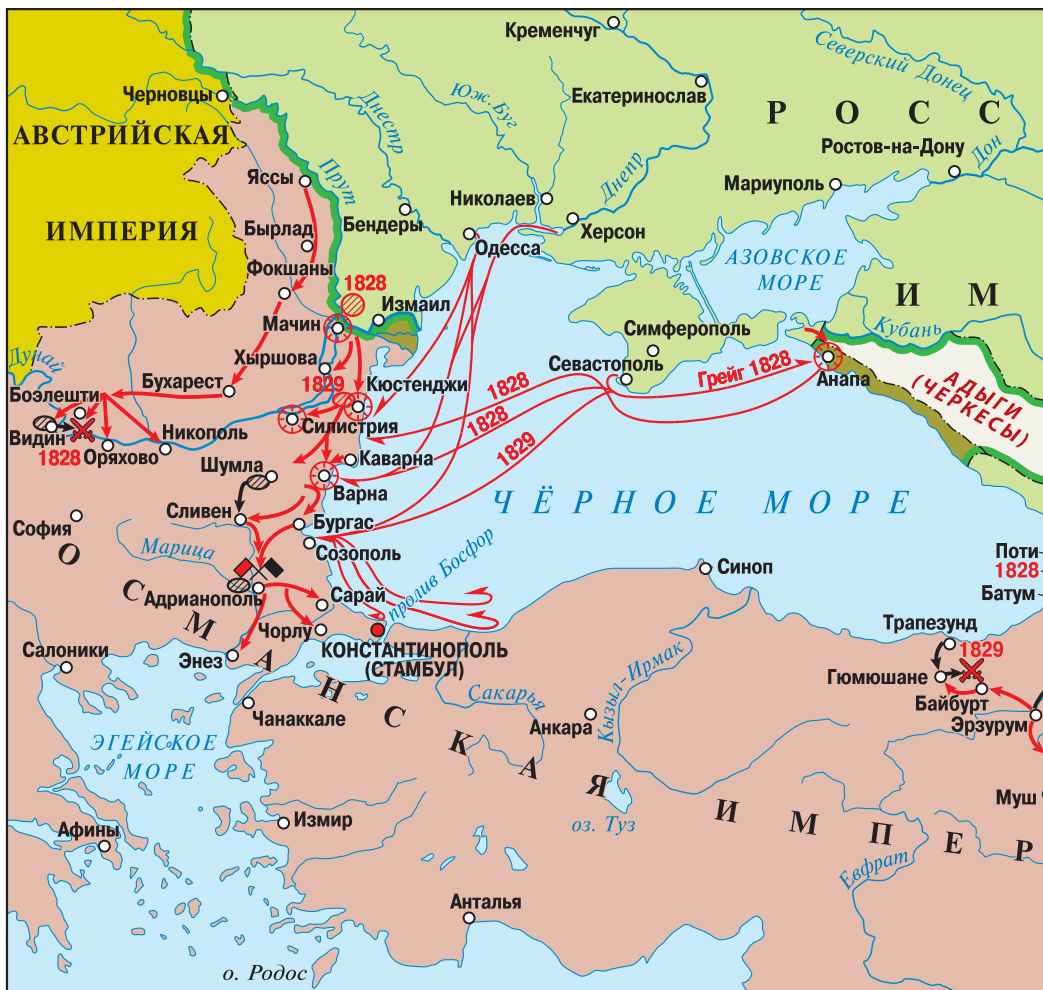 Кременчуг
Северский Донец
Черновцы
Днестр
Юж. Буг
Екатеринослав
РОСС
АВСТРИЙСКАЯ
ИМПЕРИЯ
Ростов-на-Дону
Дон
Яссы
Прут
Днепр
Мариуполь
Николаев
Бырлад
Бендеры
Херсон
Одесса
АЗОВСКОЕ
МОРЕ
Фокшаны
1828
Измаил
ИМ
Мачин
Симферополь
Кубань
Дунай
Хыршова
Севастополь
Грейг 1828
Анапа
АДЫГИ
(ЧЕРКЕСЫ)
Бухарест
1829
Кюстенджи
1828
Боэлешти
Видин
Силистрия
1828
1828
Оряхово
Никополь
1829
Каварна
Шумла
Варна
ЧЁРНОЕ МОРЕ
София
Сливен
Бургас
Марица
Созополь
пролив Босфор
Синоп
Поти
1828
Батум
Адрианополь
Сарай
Чорлу
КОНСТАНТИНОПОЛЬ
(СТАМБУЛ)
Трапезунд
1829
Салоники
Энез
Гюмюшане
Байбурт
Эрзурум
Чанаккале
Сакарья
Кызыл-Ирмак
Анкара
ОСМАНСКАЯ ИМПЕР
ЭГЕЙСКОЕ
МОРЕ
Муш
Измир
оз. Туз
Афины
Евфрат
Анталья
о. Родос